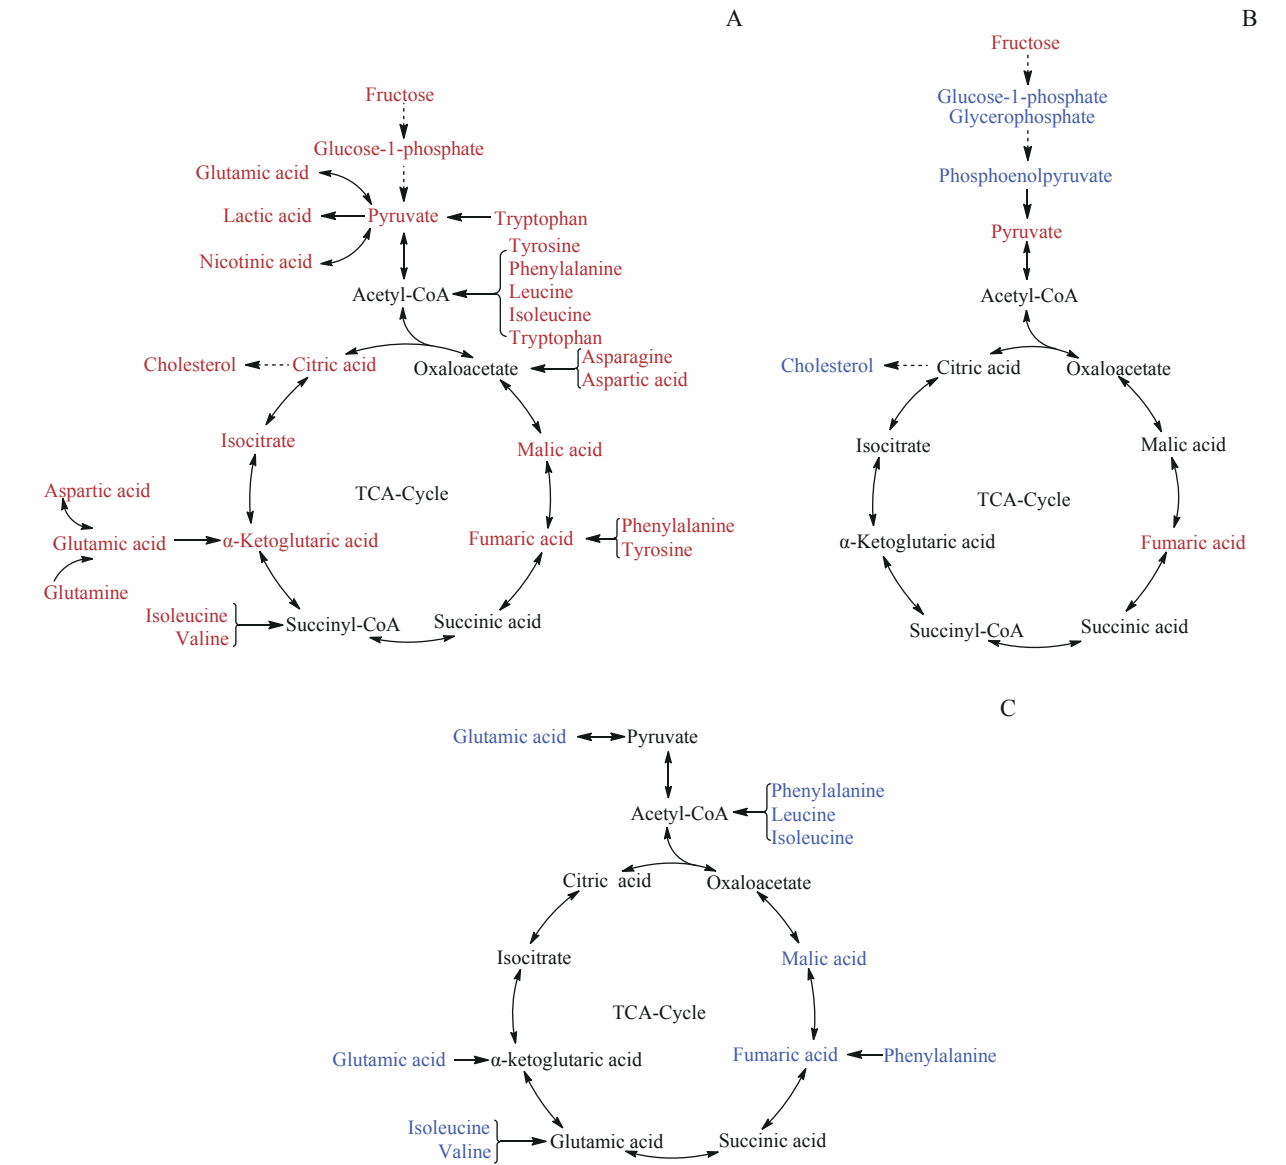 A
Fructose
Glucose-1-phosphate
Glutamic acid
Lactic acid
Pyruvate
Tryptophan
Nicotinic acid
Tyrosine
Phenylalanine
Leucine
Isoleucine
Tryptophan
Acetyl-CoA
Cholesterol
Citric acid
Oxaloacetate
Asparagine
Aspartic acid
Isocitrate
Malic acid
TCA-Cycle
Aspartic acid
Glutamic acid
Glutamine
α-Ketoglutaric acid
Fumaric acid
Phenylalanine
Tyrosine
Isoleucine
Valine
Succinyl-CoA
Succinic acid
B
Fructose
Glucose-1-phosphate
Glycerophosphate
Phosphoenolpyruvate
Pyruvate
Acetyl-CoA
Cholesterol
Citric acid
Oxaloacetate
Isocitrate
Malic acid
TCA-Cycle
α-Ketoglutaric acid
Fumaric acid
Succinyl-CoA
Succinic acid
C
Glutamic acid
Pyruvate
Acetyl-CoA
Phenylalanine
Leucine
Isoleucine
Citric acid
Oxaloacetate
Isocitrate
Malic acid
TCA-Cycle
Glutamic acid
α-ketoglutaric acid
Fumaric acid
Phenylalanine
Isoleucine
Valine
Glutamic acid
Succinic acid